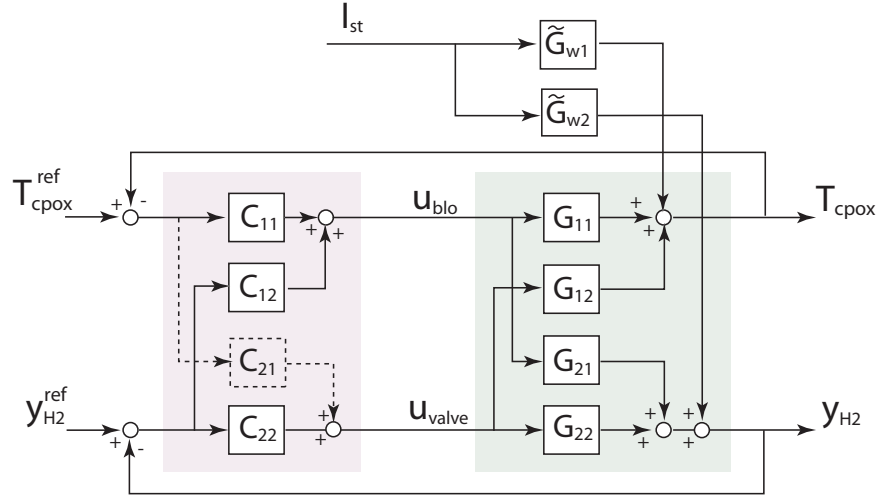 I_st
G̃_w1
G̃_w2
T_cpox^ref + - C_11 + + u_blo G_11 + + T_cpox
C_12 G_12
C_21 G_21
y_H2^ref + - C_22 + + u_valve G_22 + + + + y_H2